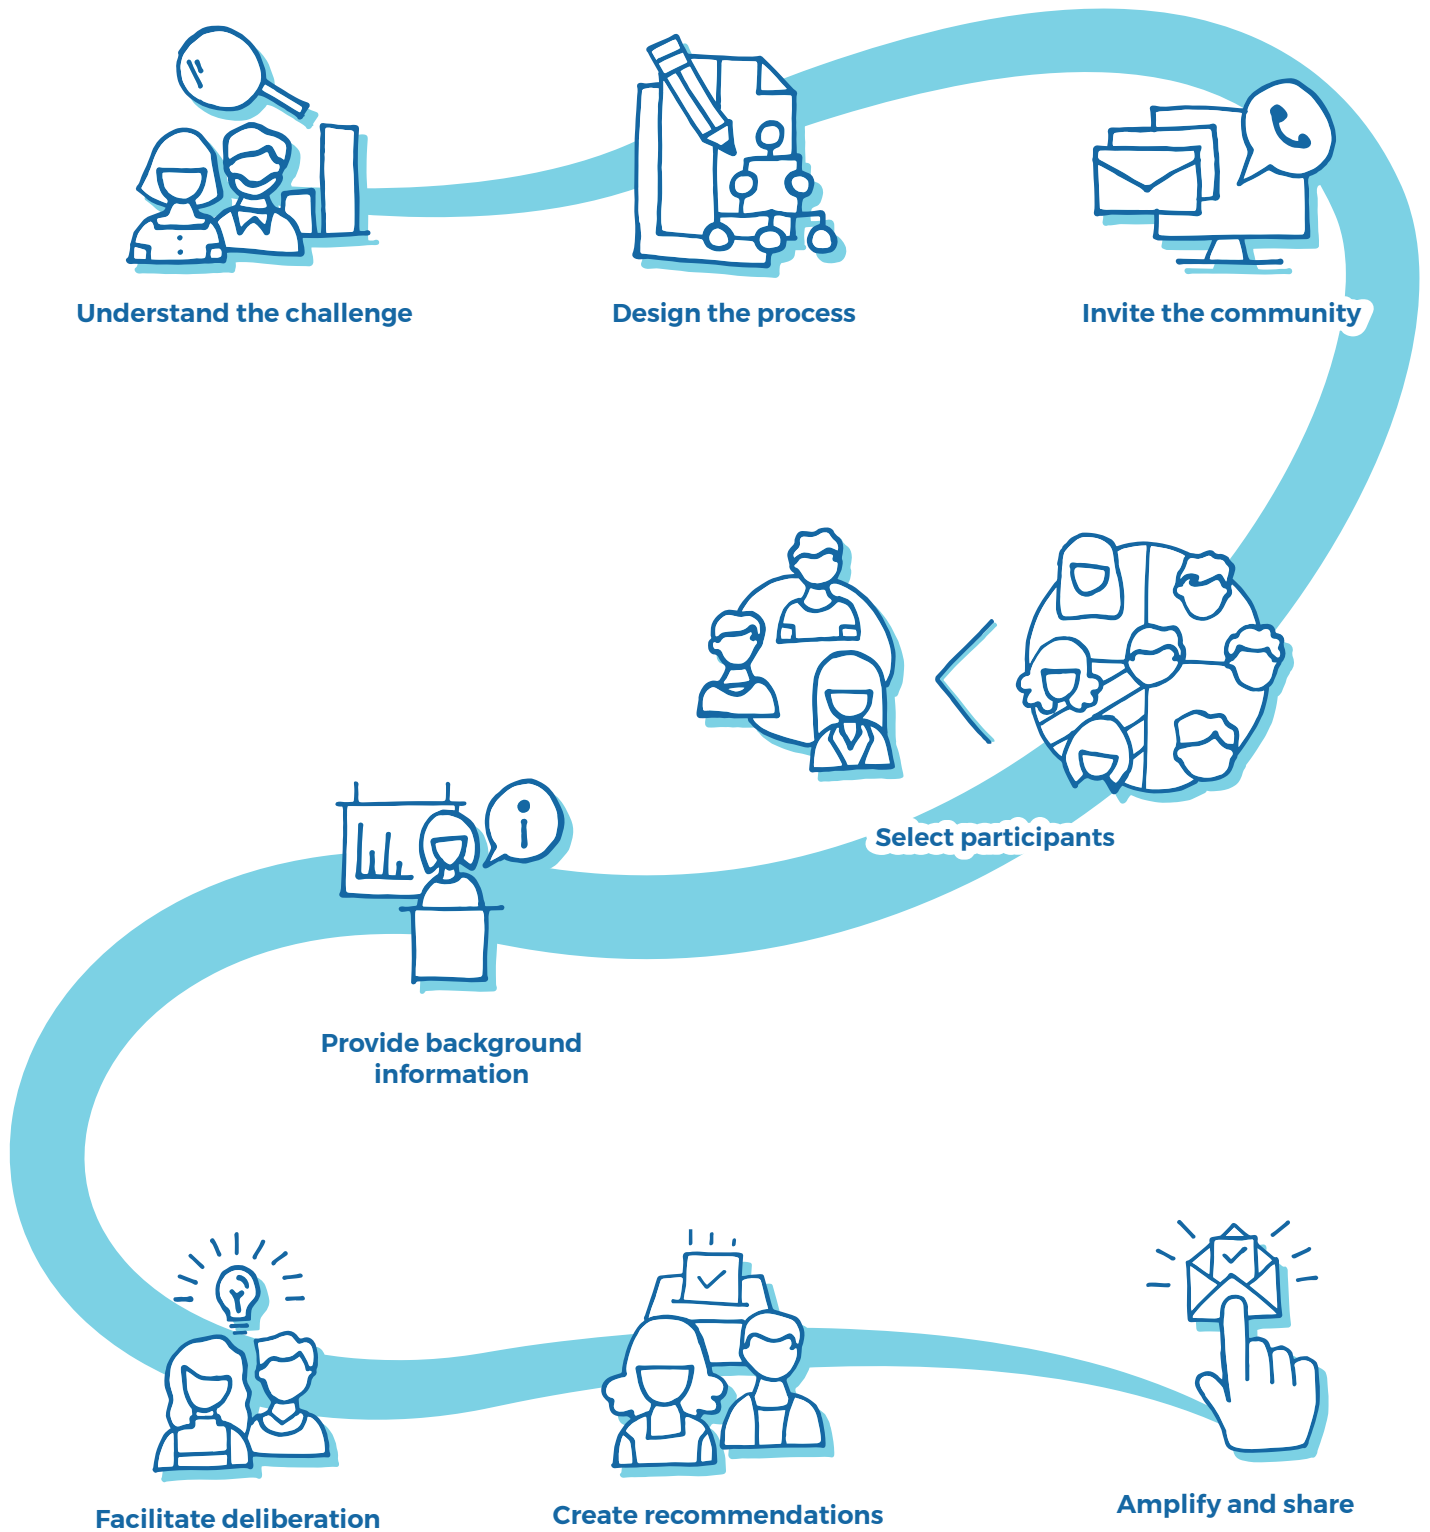 Understand the challenge
Design the process
Invite the community
Select participants
Provide background
information
Facilitate deliberation
Create recommendations
Amplify and share